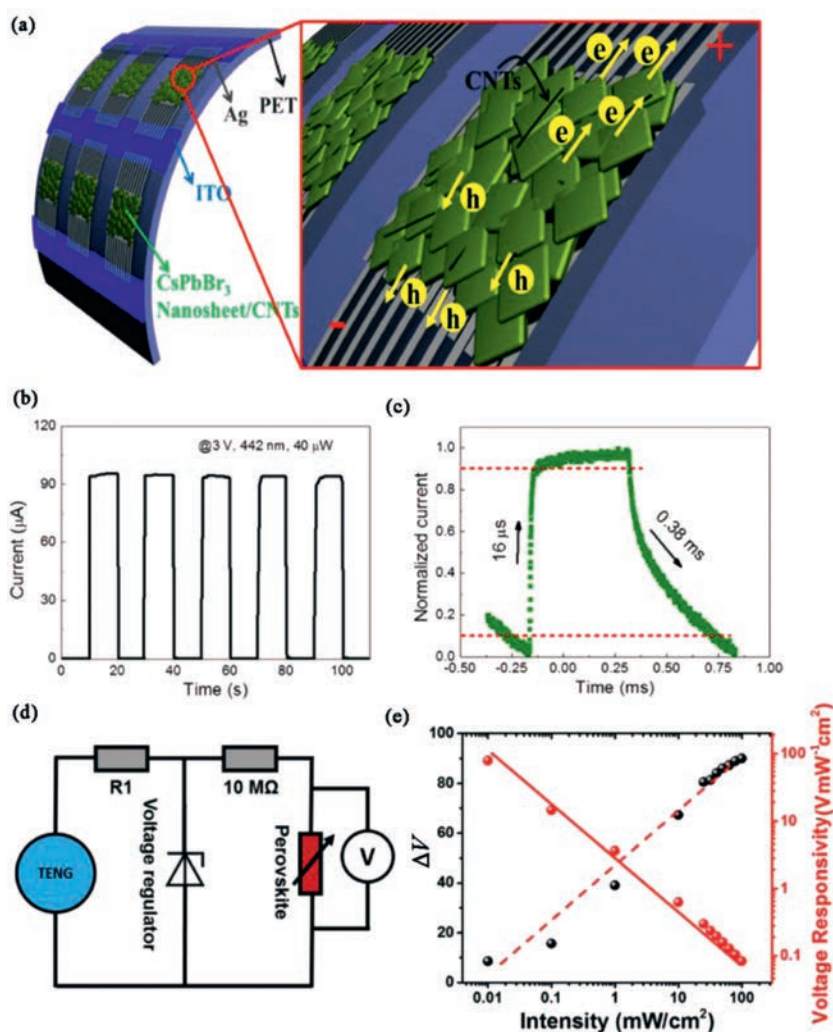 (a)
PET
Ag
ITO
CsPbBr3
Nanosheet/CNTs
CNTs
e
e
e
e
h
h
h
h
+
-
(b)
120
90
60
30
0
Current (μA)
@3 V, 442 nm, 40 μW
0 20 40 60 80 100
Time (s)
(c)
1.0
0.8
0.6
0.4
0.2
0.0
Normalized current
16 μs
0.38 ms
-0.50 -0.25 0.00 0.25 0.50 0.75 1.00
Time (ms)
(d)
R1
10 MΩ
TENG
Voltage regulator
Perovskite
V
(e)
100
80
60
40
20
0
ΔV
100
10
1
0.1
Voltage Responsivity (V mW⁻¹ cm²)
0.01 0.1 1 10 100
Intensity (mW/cm²)